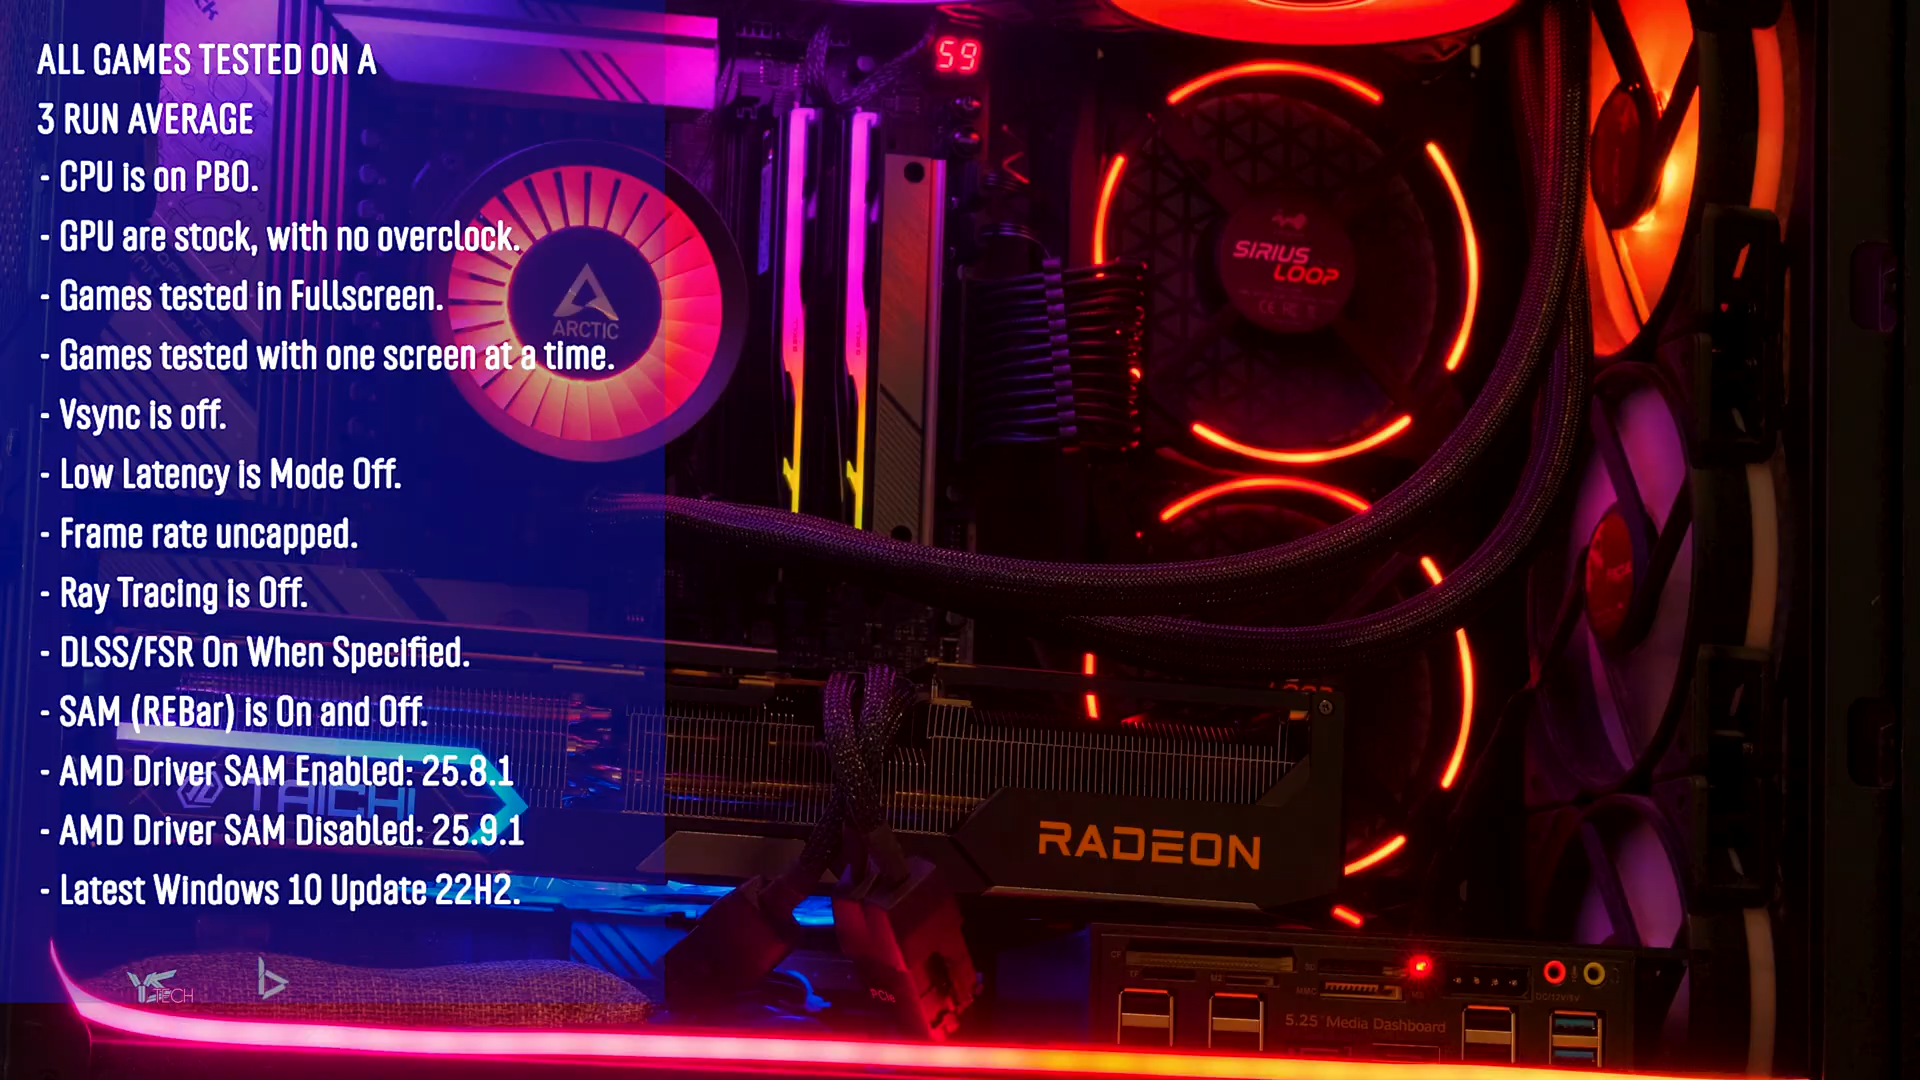 ALL GAMES TESTED ON A
3 RUN AVERAGE
- CPU is on PBO.
- GPU are stock, with no overclock.
- Games tested in Fullscreen.
- Games tested with one screen at a time.
- Vsync is off.
- Low Latency is Mode Off.
- Frame rate uncapped.
- Ray Tracing is Off.
- DLSS/FSR On When Specified.
- SAM (REBar) is On and Off.
- AMD Driver SAM Enabled: 25.8.1
- AMD Driver SAM Disabled: 25.9.1
- Latest Windows 10 Update 22H2.
59
SIRIUS
LOOP
ARCTIC
TAICHI
RADEON
TECH
PCIe
5.25" Media Dashboard